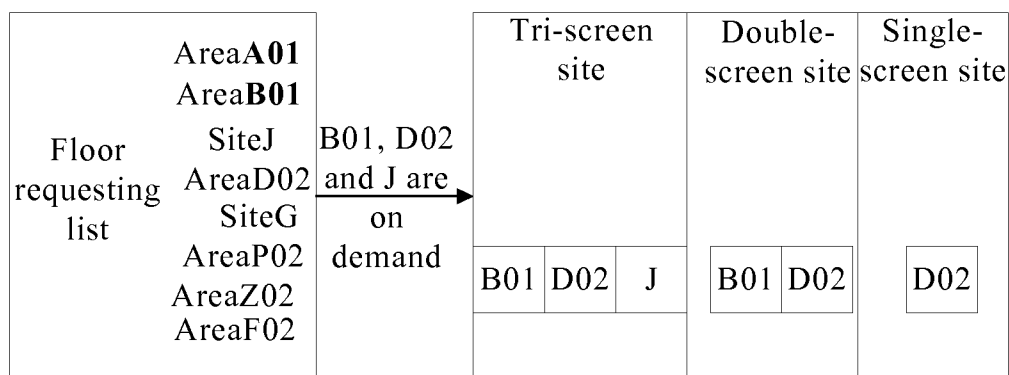 Floor
requesting
list
AreaA01
AreaB01
SiteJ
AreaD02
SiteG
AreaP02
AreaZ02
AreaF02
B01, D02
and J are
on
demand
Tri-screen
site
B01 D02 J
Double-
screen site
B01 D02
Single-
screen site
D02